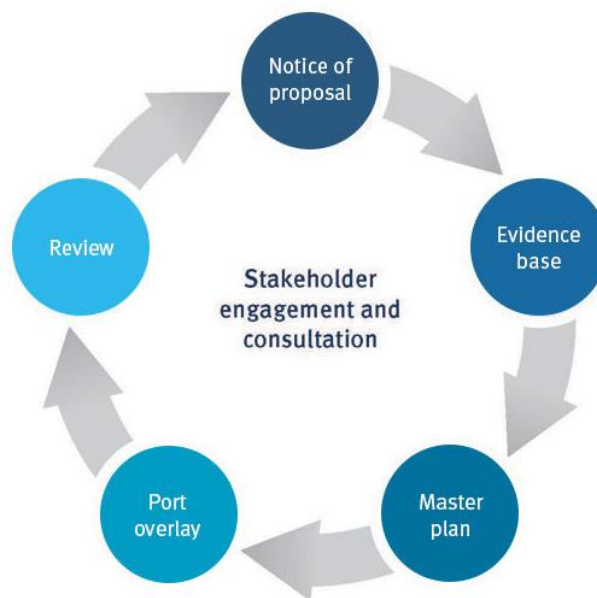 Notice of
proposal
Evidence
base
Master
plan
Port
overlay
Review
Stakeholder
engagement and
consultation